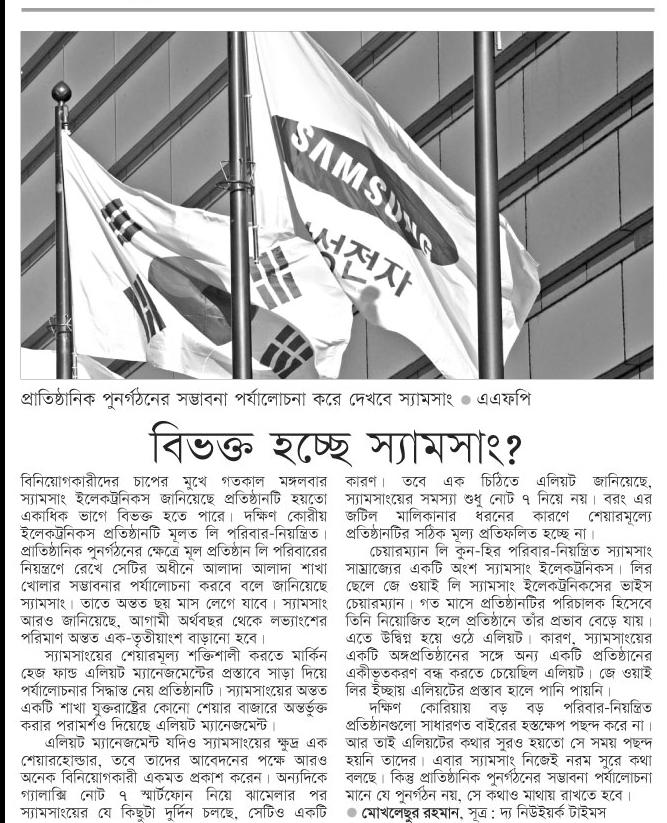 SAMSUNG
성전자
প্রাতিষ্ঠানিক পুনর্গঠনের সম্ভাবনা পর্যালোচনা করে দেখবে স্যামসাং ● এএফপি
বিভক্ত হচ্ছে স্যামসাং?
বিনিয়োগকারীদের চাপের মুখে গতকাল মঙ্গলবার
স্যামসাং ইলেকট্রনিকস জানিয়েছে প্রতিষ্ঠানটি হয়তো
একাধিক ভাগে বিভক্ত হতে পারে। দক্ষিণ কোরীয়
ইলেকট্রনিকস প্রতিষ্ঠানটি মূলত লি পরিবার-নিয়ন্ত্রিত।
প্রাতিষ্ঠানিক পুনর্গঠনের ক্ষেত্রে মূল প্রতিষ্ঠান লি পরিবারের
নিয়ন্ত্রণে রেখে সেটির অধীনে আলাদা আলাদা শাখা
খোলার সম্ভাবনার পর্যালোচনা করবে বলে জানিয়েছে
স্যামসাং। তাতে অন্তত ছয় মাস লেগে যাবে। স্যামসাং
আরও জানিয়েছে, আগামী অর্থবছর থেকে লভ্যাংশের
পরিমাণ অন্তত এক-তৃতীয়াংশ বাড়ানো হবে।
স্যামসাংয়ের শেয়ারমূল্য শক্তিশালী করতে মার্কিন
হেজ ফান্ড এলিয়ট ম্যানেজমেন্টের প্রস্তাবে সাড়া দিয়ে
পর্যালোচনার সিদ্ধান্ত নেয় প্রতিষ্ঠানটি। স্যামসাংয়ের অন্তত
একটি শাখা যুক্তরাষ্ট্রের কোনো শেয়ার বাজারে অন্তর্ভুক্ত
করার পরামর্শও দিয়েছে এলিয়ট ম্যানেজমেন্ট।
এলিয়ট ম্যানেজমেন্ট যদিও স্যামসাংয়ের ক্ষুদ্র এক
শেয়ারহোল্ডার, তবে তাদের আবেদনের পক্ষে আরও
অনেক বিনিয়োগকারী একমত প্রকাশ করেন। অন্যদিকে
গ্যালাক্সি নোট ৭ স্মার্টফোন নিয়ে ঝামেলার পর
স্যামসাংয়ের যে কিছুটা দুর্দিন চলছে, সেটিও একটি
কারণ। তবে এক চিঠিতে এলিয়ট জানিয়েছে,
স্যামসাংয়ের সমস্যা শুধু নোট ৭ নিয়ে নয়। বরং এর
জটিল মালিকানার ধরনের কারণে শেয়ারমূল্যে
প্রতিষ্ঠানটির সঠিক মূল্য প্রতিফলিত হচ্ছে না।
চেয়ারম্যান লি কুন-হির পরিবার-নিয়ন্ত্রিত স্যামসাং
সাম্রাজ্যের একটি অংশ স্যামসাং ইলেকট্রনিকস। লির
ছেলে জে ওয়াই লি স্যামসাং ইলেকট্রনিকসের ভাইস
চেয়ারম্যান। গত মাসে প্রতিষ্ঠানটির পরিচালক হিসেবে
তিনি নিয়োজিত হলে প্রতিষ্ঠানে তাঁর প্রভাব বেড়ে যায়।
এতে উদ্বিগ্ন হয়ে ওঠে এলিয়ট। কারণ, স্যামসাংয়ের
একটি অঙ্গপ্রতিষ্ঠানের সঙ্গে অন্য একটি প্রতিষ্ঠানের
একীভূতকরণ বন্ধ করতে চেয়েছিল এলিয়ট। জে ওয়াই
লির ইচ্ছায় এলিয়টের প্রস্তাব হালে পানি পায়নি।
দক্ষিণ কোরিয়ায় বড় বড় পরিবার-নিয়ন্ত্রিত
প্রতিষ্ঠানগুলো সাধারণত বাইরের হস্তক্ষেপ পছন্দ করে না।
আর তাই এলিয়টের কথার সুরও হয়তো সে সময় পছন্দ
হয়নি তাদের। এবার স্যামসাং নিজেই নরম সুরে কথা
বলছে। কিন্তু প্রাতিষ্ঠানিক পুনর্গঠনের সম্ভাবনা পর্যালোচনা
মানে যে পুনর্গঠন নয়, সে কথাও মাথায় রাখতে হবে।
● মোখলেছুর রহমান, সূত্র: দ্য নিউইয়র্ক টাইমস